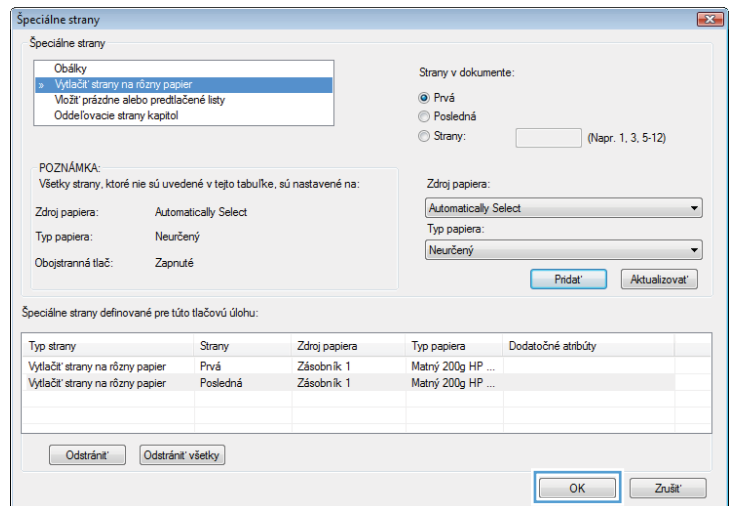 Špeciálne strany
Špeciálne strany
Obálky
» Vytlačiť strany na rôzny papier
Vložiť prázdne alebo predtlačené listy
Oddeľovacie strany kapitol
Strany v dokumente:
Prvá
Posledná
Strany: (Napr. 1, 3, 5-12)
POZNÁMKA:
Všetky strany, ktoré nie sú uvedené v tejto tabuľke, sú nastavené na:
Zdroj papiera: Automatically Select
Typ papiera: Neurčený
Obojstranná tlač: Zapnuté
Zdroj papiera:
Automatically Select
Typ papiera:
Neurčený
Pridať Aktualizovať
Špeciálne strany definované pre túto tlačovú úlohu:
Typ strany Strany Zdroj papiera Typ papiera Dodatočné atribúty
Vytlačiť strany na rôzny papier Prvá Zásobník 1 Matný 200g HP ...
Vytlačiť strany na rôzny papier Posledná Zásobník 1 Matný 200g HP ...
Odstrániť Odstrániť všetky
OK Zrušiť